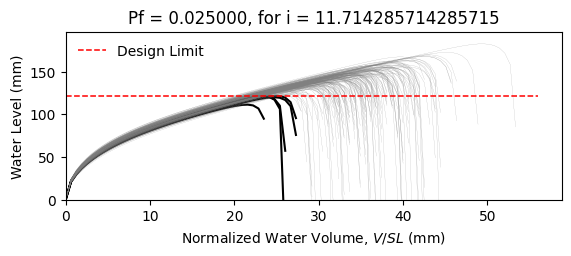 Pf = 0.025000, for i = 11.714285714285715
Design Limit
Water Level (mm)
150
100
50
0
0 10 20 30 40 50
Normalized Water Volume, V/SL (mm)